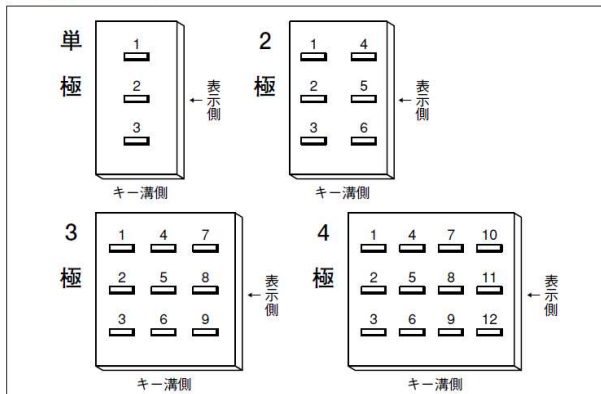 単極
1
2
3
←表示側
キー溝側
2極
1 4
2 5
3 6
←表示側
キー溝側
3極
1 4 7
2 5 8
3 6 9
←表示側
キー溝側
4極
1 4 7 10
2 5 8 11
3 6 9 12
←表示側
キー溝側